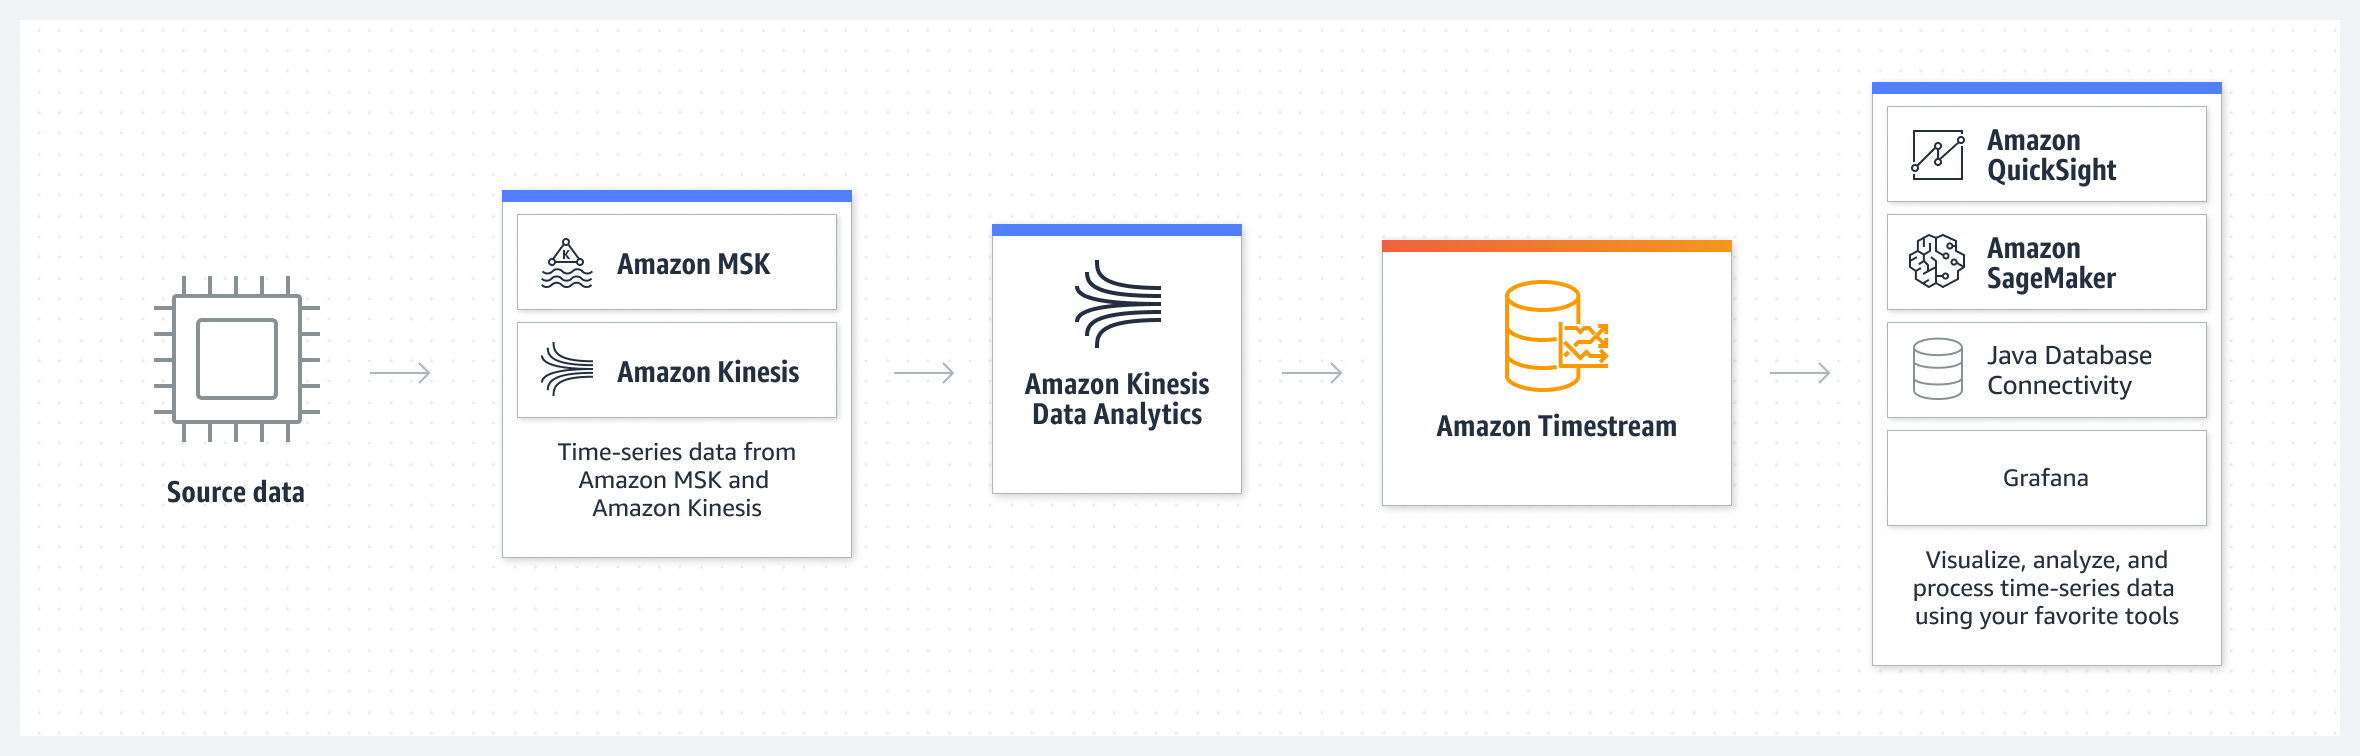 Source data
K
Amazon MSK
Amazon Kinesis
Time-series data from
Amazon MSK and
Amazon Kinesis
Amazon Kinesis
Data Analytics
Amazon Timestream
Amazon
QuickSight
Amazon
SageMaker
Java Database
Connectivity
Grafana
Visualize, analyze, and
process time-series data
using your favorite tools